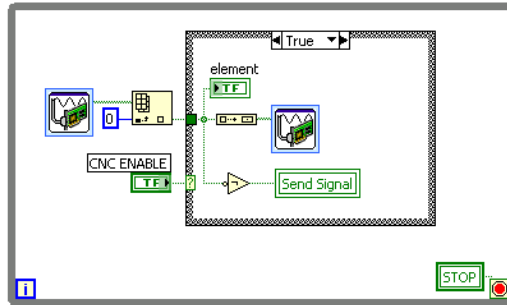 True
element
TF
0
CNC ENABLE
TF
?
Send Signal
STOP
i